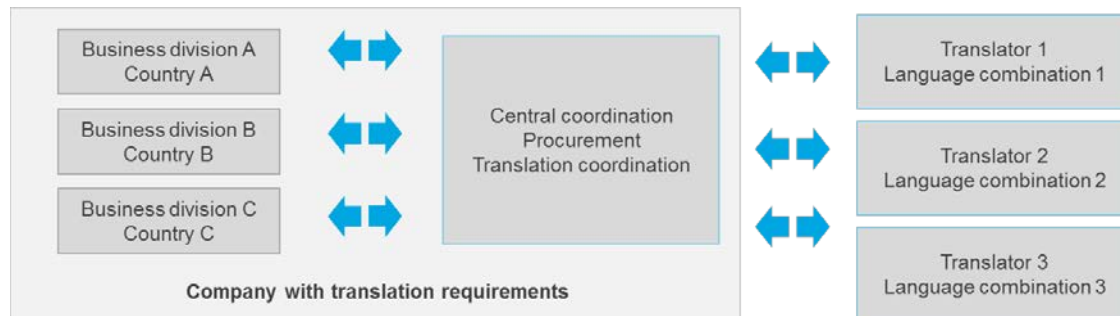 Business division A
Country A
Business division B
Country B
Business division C
Country C
Central coordination
Procurement
Translation coordination
Company with translation requirements
Translator 1
Language combination 1
Translator 2
Language combination 2
Translator 3
Language combination 3